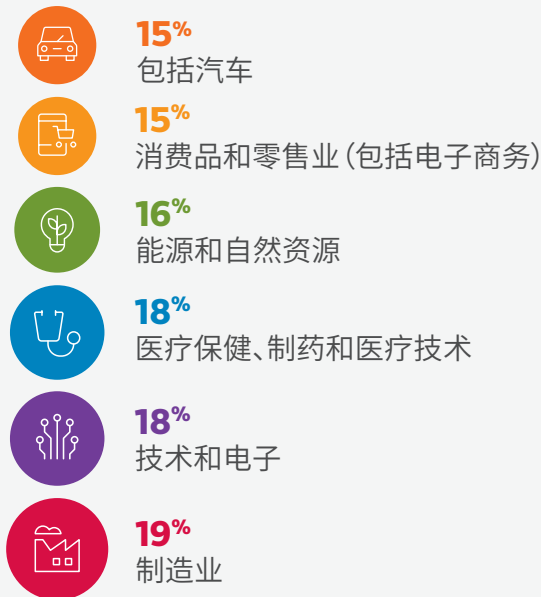 15%
包括汽车
15%
消费品和零售业（包括电子商务）
16%
能源和自然资源
18%
医疗保健、制药和医疗技术
18%
技术和电子
19%
制造业